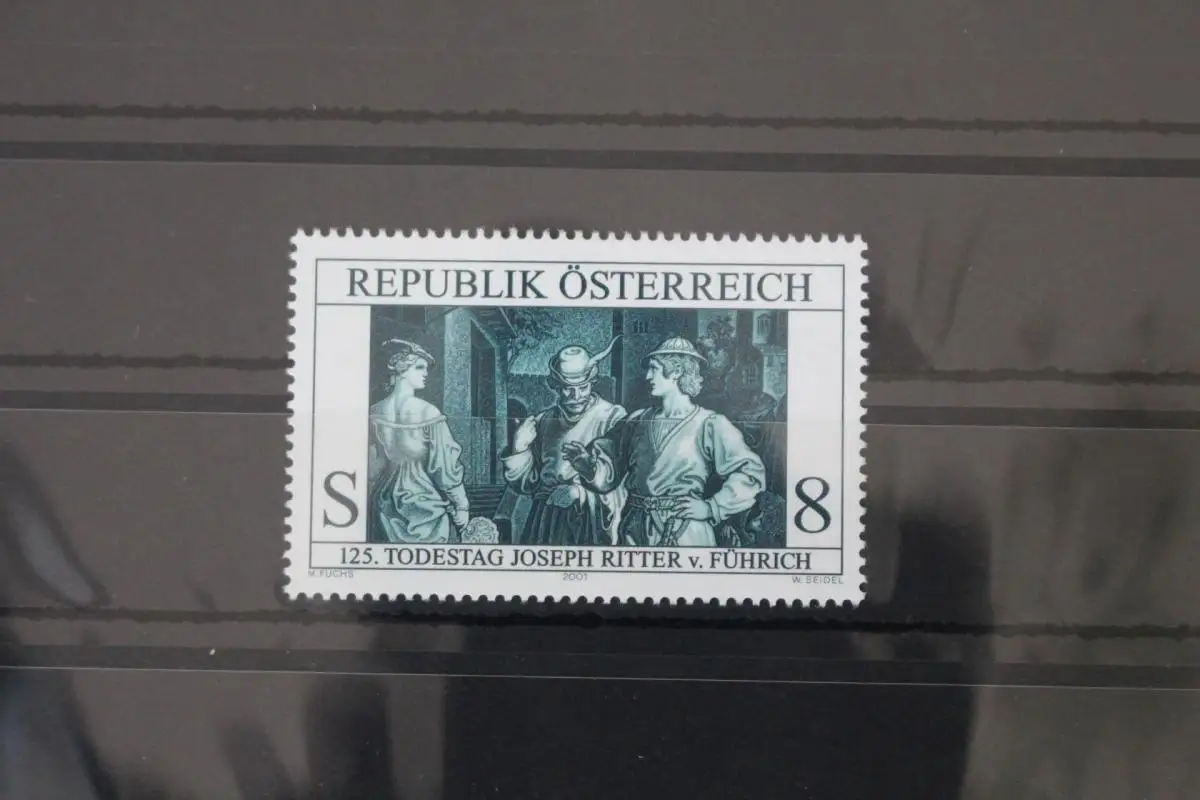 REPUBLIK ÖSTERREICH
S 8
125. TODESTAG JOSEPH RITTER v. FÜHRICH
M. FUCHS 2001 W. SEIDEL